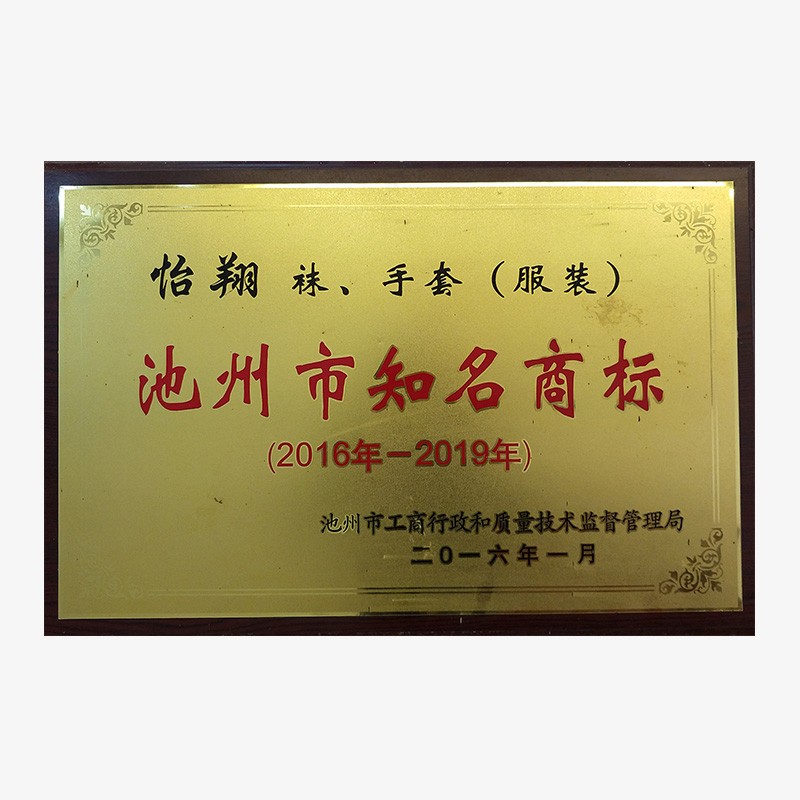 怡翔 袜、手套（服装）
池州市知名商标
(2016年－2019年)
池州市工商行政和质量技术监督管理局
二0一六年一月